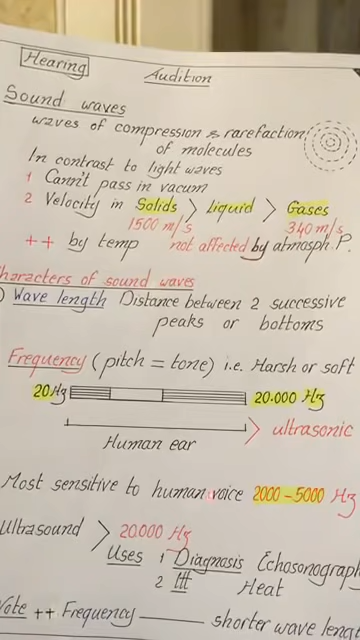 Hearing
Audition
Sound waves
waves of compression & rarefaction
of molecules
In contrast to light waves
1 Cann't pass in vacum
2 Velocity in Solids > Liquid > Gases
1500 m/s 340 m/s
++ by temp not affected by atmosph P.
haracters of sound waves
) Wave length Distance between 2 successive
peaks or bottoms
Frequency (pitch = tone) i.e. Harsh or soft
20 Hz 20.000 Hz
Human ear > ultrasonic
Most sensitive to human voice 2000 - 5000 Hz
Ultrasound > 20.000 Hz
Uses 1 Diagnosis Echosonograph
2 ttt Heat
Note ++ Frequency shorter wave leng